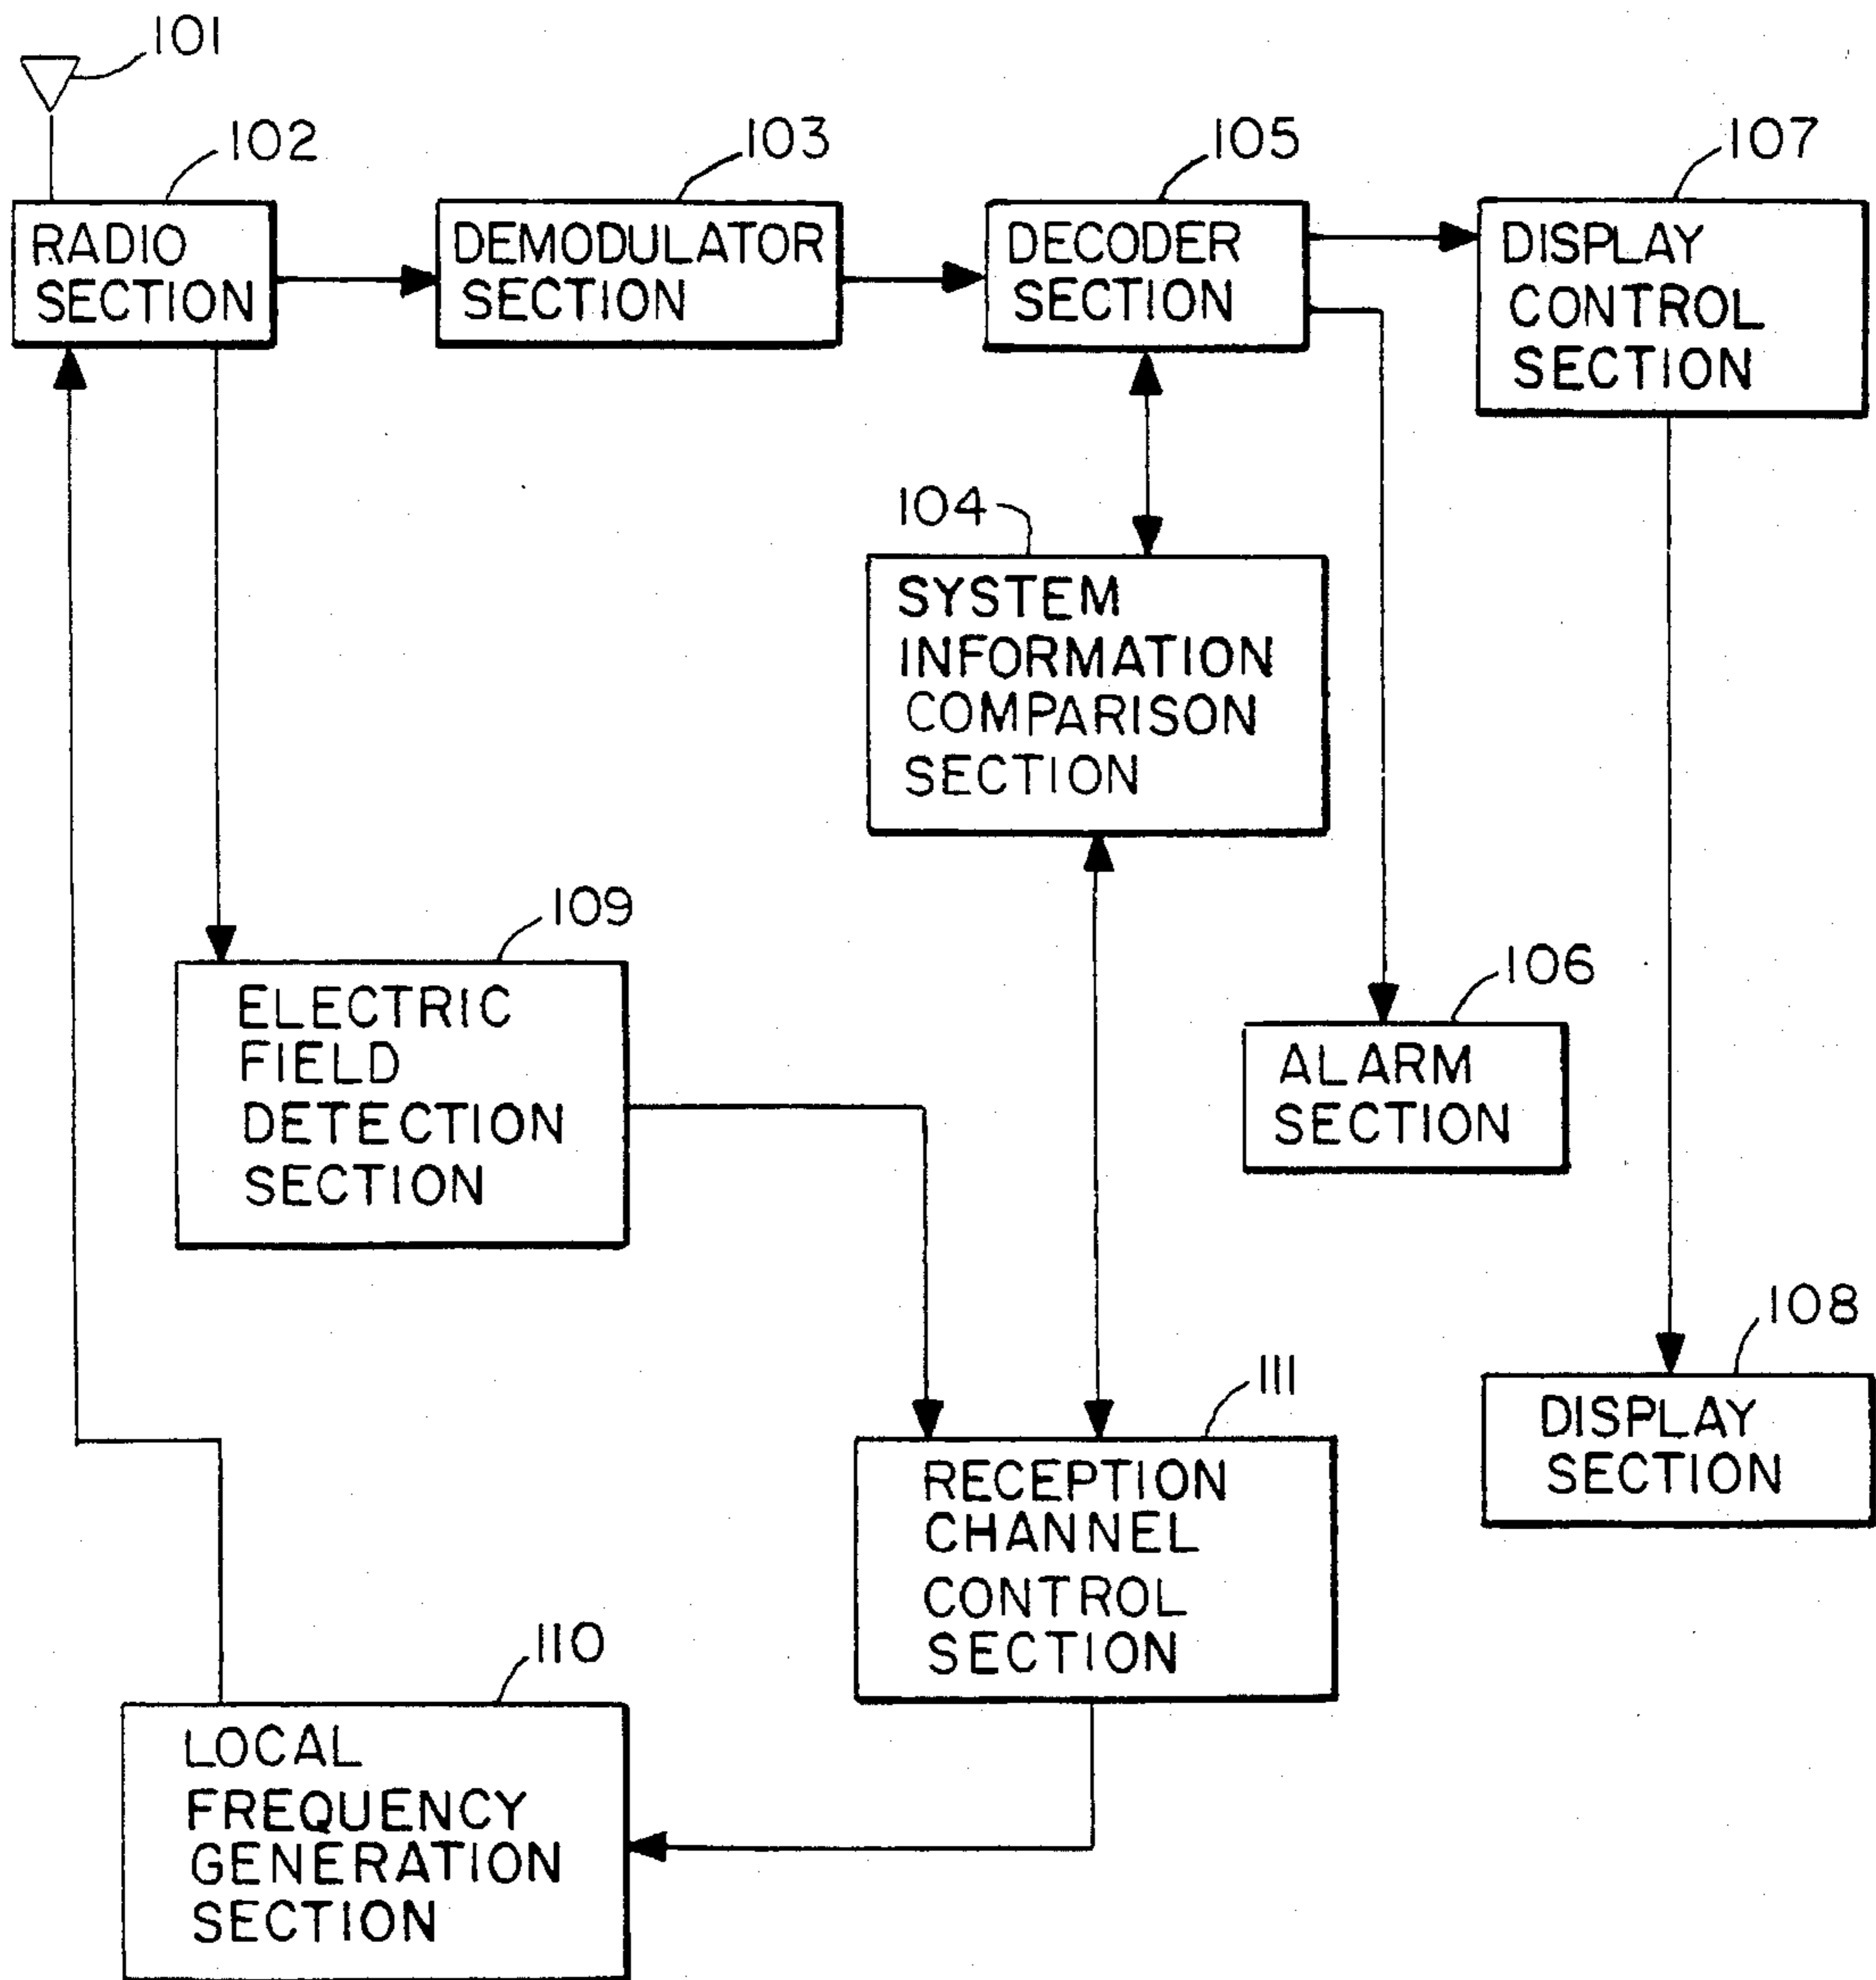 101
102
103
105
107
RADIO
SECTION
DEMODULATOR
SECTION
DECODER
SECTION
DISPLAY
CONTROL
SECTION
104
SYSTEM
INFORMATION
COMPARISON
SECTION
109
ELECTRIC
FIELD
DETECTION
SECTION
106
ALARM
SECTION
108
DISPLAY
SECTION
111
RECEPTION
CHANNEL
CONTROL
SECTION
110
LOCAL
FREQUENCY
GENERATION
SECTION